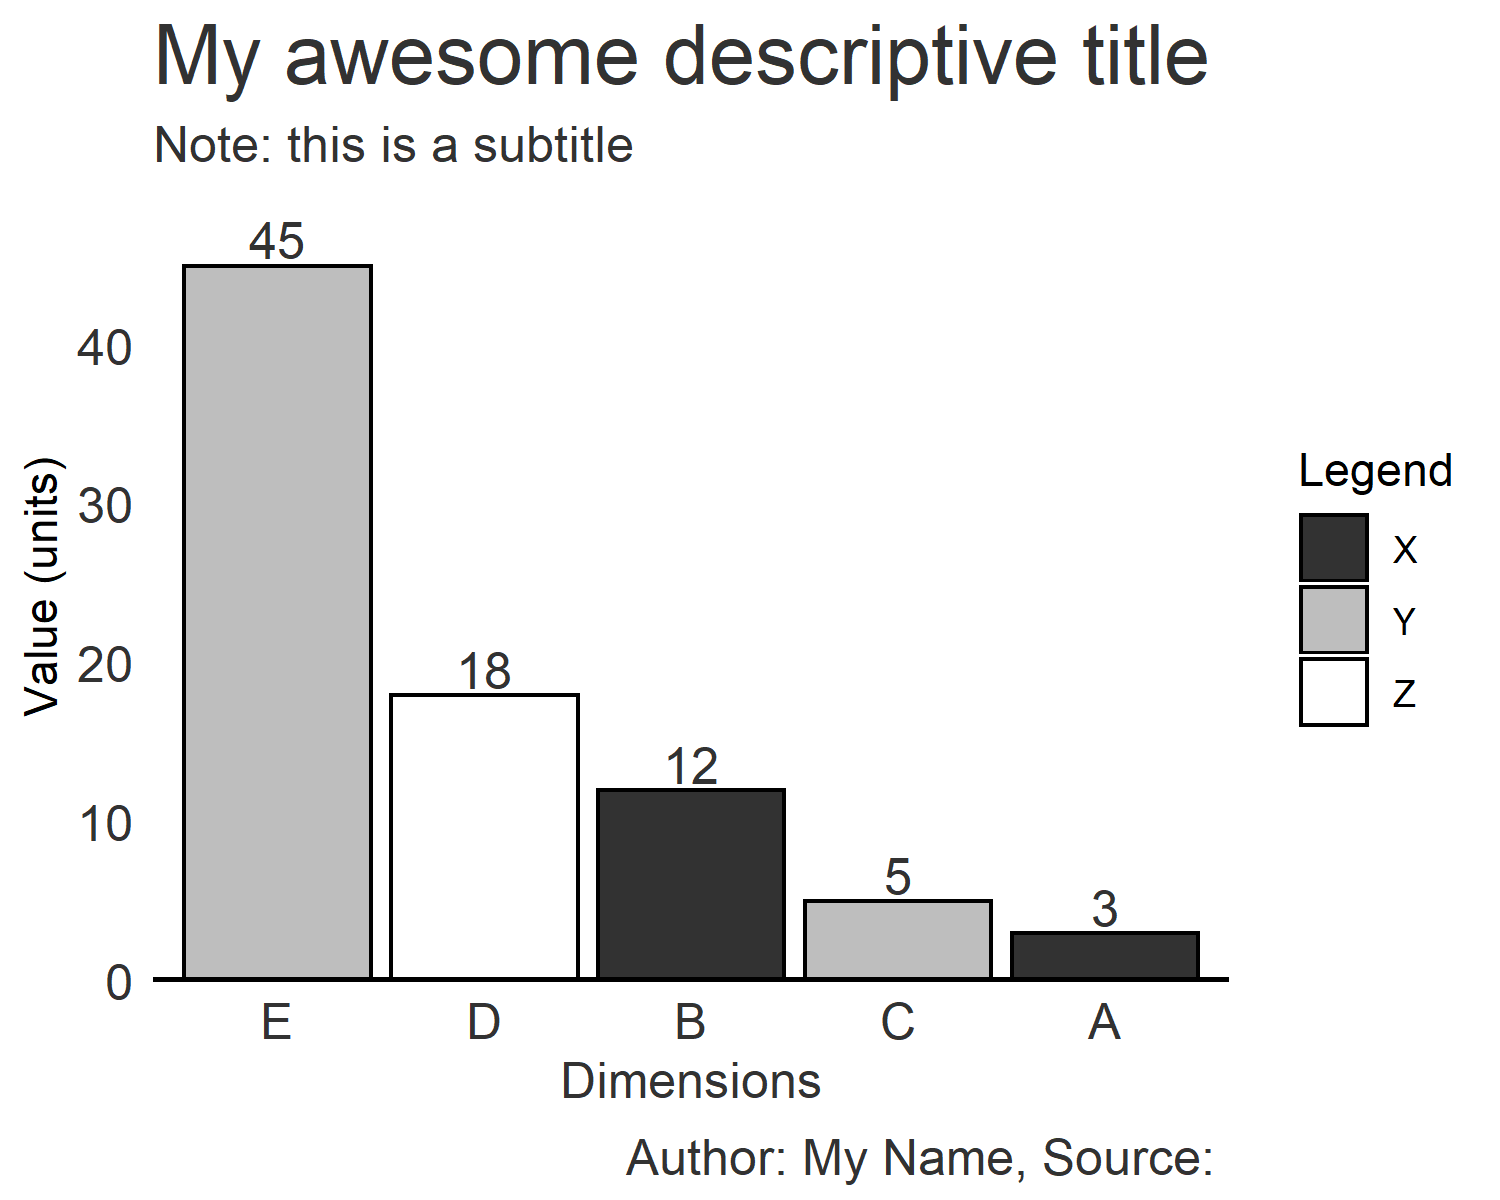 My awesome descriptive title
Note: this is a subtitle
45
40
30
20
10
0
Value (units)
18
12
5
3
E D B C A
Dimensions
Legend
X
Y
Z
Author: My Name, Source: